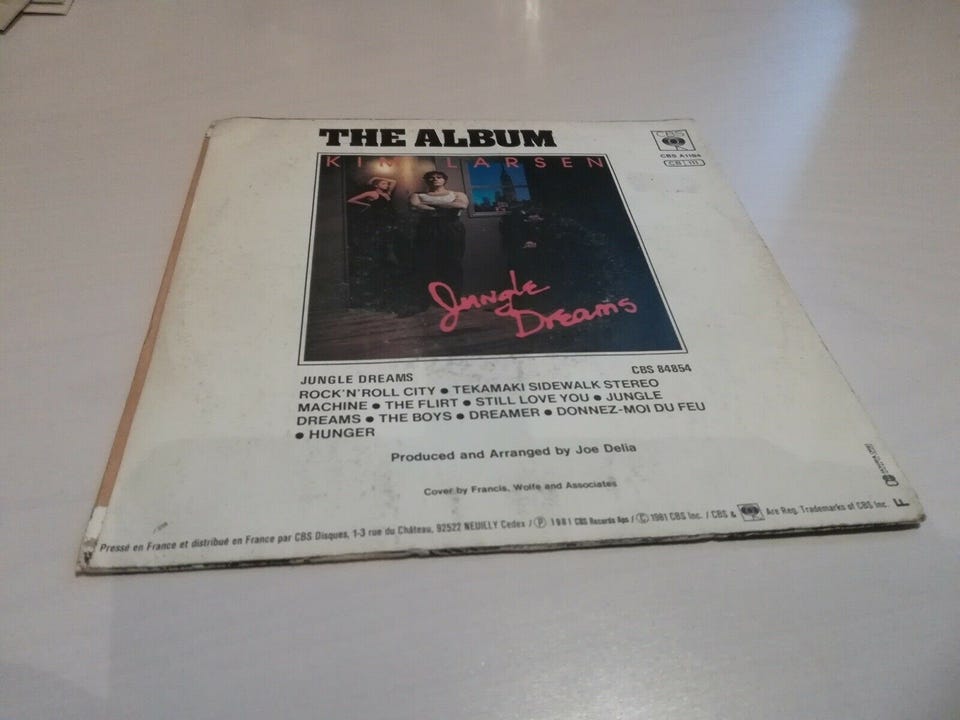 THE ALBUM
CBS
CBS A1194
CB 111
KIM LARSEN
Jungle
Dreams
JUNGLE DREAMS
CBS 84854
ROCK'N'ROLL CITY ● TEKAMAKI SIDEWALK STEREO
MACHINE ● THE FLIRT ● STILL LOVE YOU ● JUNGLE
DREAMS ● THE BOYS ● DREAMER ● DONNEZ-MOI DU FEU
● HUNGER
Produced and Arranged by Joe Delia
Cover by Francis, Wolfe and Associates
Pressé en France et distribué en France par CBS Disques, 1-3 rue du Château, 92522 NEUILLY Cedex / Ⓟ 1981 CBS Records Aps / Ⓒ 1981 CBS Inc. / CBS & Are Reg. Trademarks of CBS Inc.